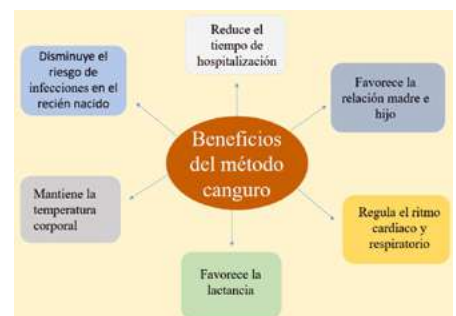 Reduce el
tiempo de
hospitalización
Disminuye el
riesgo de
infecciones en el
recién nacido
Favorece la
relación madre e
hijo
Beneficios
del método
canguro
Mantiene la
temperatura
corporal
Regula el ritmo
cardiaco y
respiratorio
Favorece la
lactancia